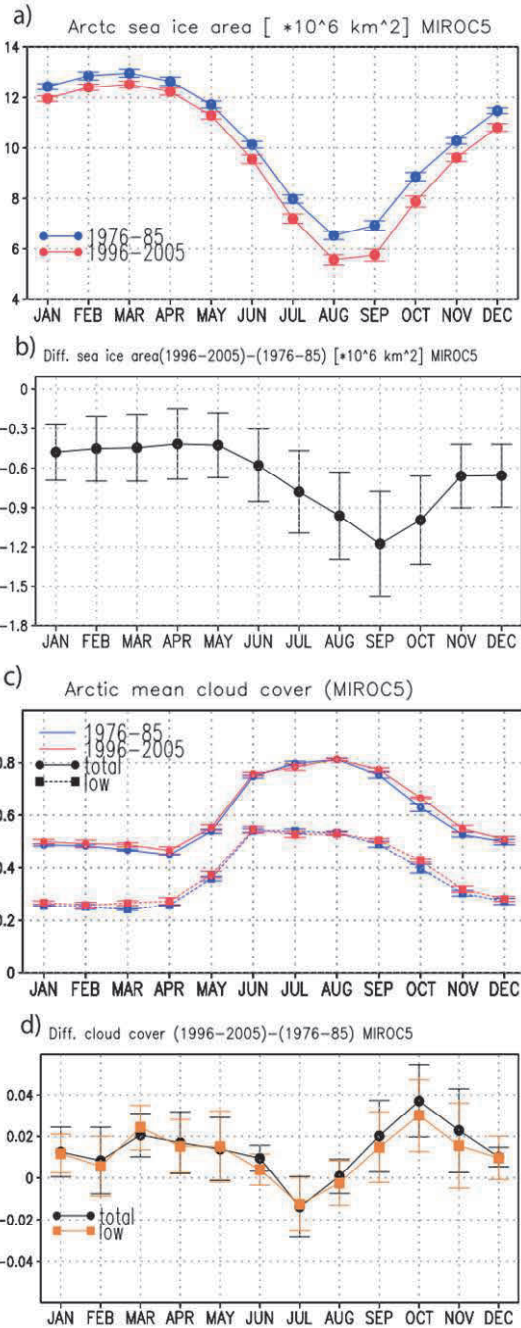 a)
Arctc sea ice area [ *10^6 km^2] MIROC5
14
12
10
8
6
4
1976-85
1996-2005
JAN FEB MAR APR MAY JUN JUL AUG SEP OCT NOV DEC
b) Diff. sea ice area(1996-2005)-(1976-85) [*10^6 km^2] MIROC5
0
-0.3
-0.6
-0.9
-1.2
-1.5
-1.8
JAN FEB MAR APR MAY JUN JUL AUG SEP OCT NOV DEC
c)
Arctic mean cloud cover (MIROC5)
1976-85
1996-2005
total
low
0.8
0.6
0.4
0.2
0
JAN FEB MAR APR MAY JUN JUL AUG SEP OCT NOV DEC
d) Diff. cloud cover (1996-2005)-(1976-85) MIROC5
0.04
0.02
0
-0.02
-0.04
total
low
JAN FEB MAR APR MAY JUN JUL AUG SEP OCT NOV DEC